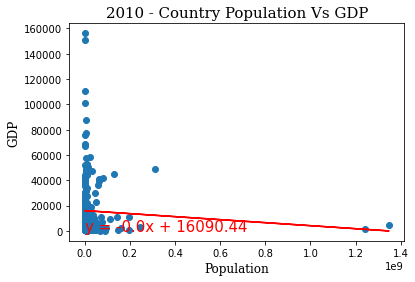 2010 - Country Population Vs GDP
160000
140000
120000
100000
80000
60000
40000
20000
0
GDP
y = -0.0x + 16090.44
0.0 0.2 0.4 0.6 0.8 1.0 1.2 1.4
1e9
Population